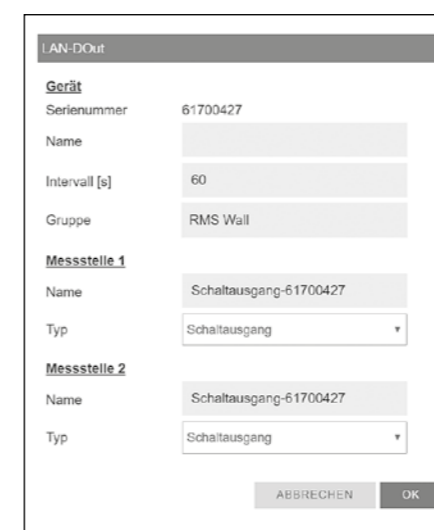 LAN-DOut
Gerät
Serienummer 61700427
Name
Intervall [s] 60
Gruppe RMS Wall
Messstelle 1
Name Schaltausgang-61700427
Typ Schaltausgang
Messstelle 2
Name Schaltausgang-61700427
Typ Schaltausgang
ABBRECHEN OK